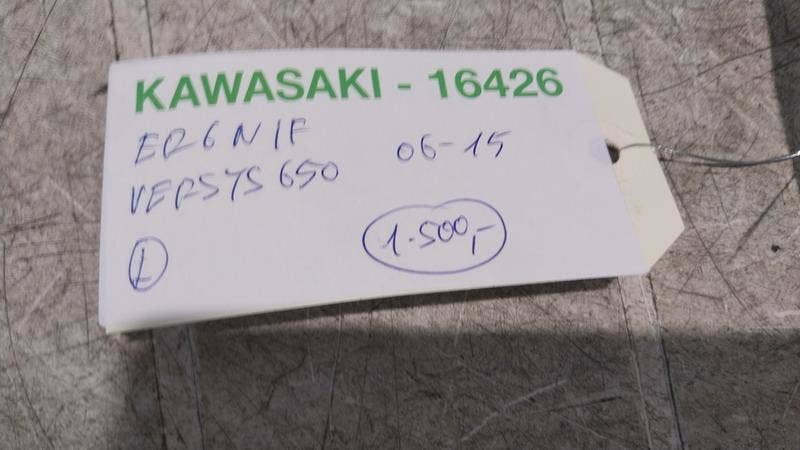 KAWASAKI - 16426
ER6N/F 06-15
VERSYS 650
L 1.500,-